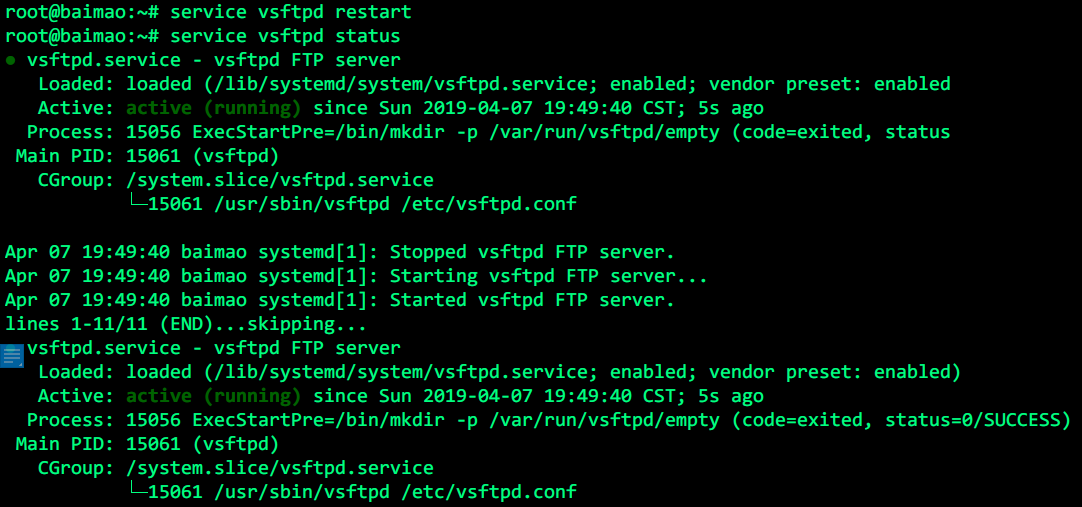 root@baimao:~# service vsftpd restart
root@baimao:~# service vsftpd status
● vsftpd.service - vsftpd FTP server
   Loaded: loaded (/lib/systemd/system/vsftpd.service; enabled; vendor preset: enabled
   Active: active (running) since Sun 2019-04-07 19:49:40 CST; 5s ago
  Process: 15056 ExecStartPre=/bin/mkdir -p /var/run/vsftpd/empty (code=exited, status
 Main PID: 15061 (vsftpd)
   CGroup: /system.slice/vsftpd.service
           └─15061 /usr/sbin/vsftpd /etc/vsftpd.conf

Apr 07 19:49:40 baimao systemd[1]: Stopped vsftpd FTP server.
Apr 07 19:49:40 baimao systemd[1]: Starting vsftpd FTP server...
Apr 07 19:49:40 baimao systemd[1]: Started vsftpd FTP server.
lines 1-11/11 (END)...skipping...
  vsftpd.service - vsftpd FTP server
   Loaded: loaded (/lib/systemd/system/vsftpd.service; enabled; vendor preset: enabled)
   Active: active (running) since Sun 2019-04-07 19:49:40 CST; 5s ago
  Process: 15056 ExecStartPre=/bin/mkdir -p /var/run/vsftpd/empty (code=exited, status=0/SUCCESS)
 Main PID: 15061 (vsftpd)
   CGroup: /system.slice/vsftpd.service
           └─15061 /usr/sbin/vsftpd /etc/vsftpd.conf